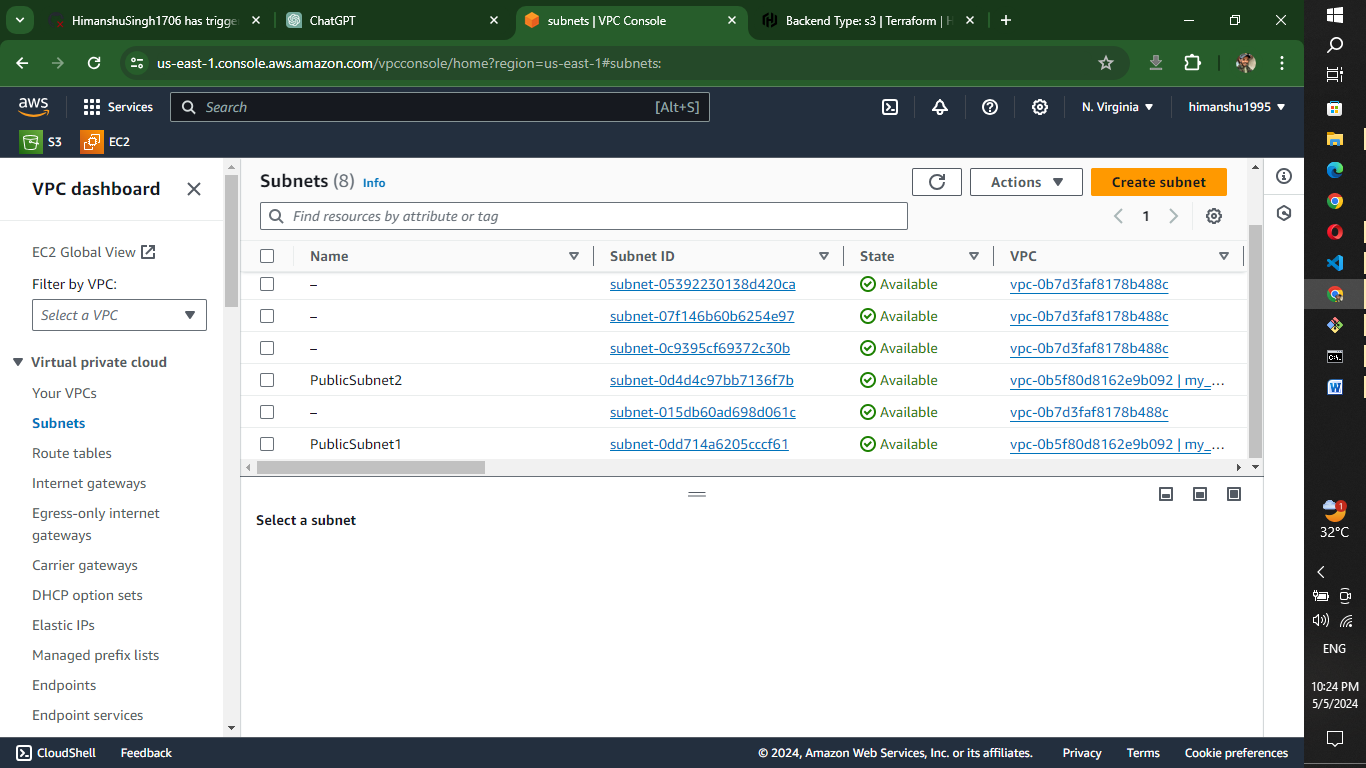 HimanshuSingh1706 has trigge
ChatGPT
subnets | VPC Console
Backend Type: s3 | Terraform | H
us-east-1.console.aws.amazon.com/vpcconsole/home?region=us-east-1#subnets:
aws
Services
Search
[Alt+S]
N. Virginia
himanshu1995
S3
EC2
VPC dashboard
EC2 Global View
Filter by VPC:
Select a VPC
Virtual private cloud
Your VPCs
Subnets
Route tables
Internet gateways
Egress-only internet
gateways
Carrier gateways
DHCP option sets
Elastic IPs
Managed prefix lists
Endpoints
Endpoint services
Subnets (8) Info
Actions
Create subnet
Find resources by attribute or tag
1
Name Subnet ID State VPC
– subnet-05392230138d420ca Available vpc-0b7d3faf8178b488c
– subnet-07f146b60b6254e97 Available vpc-0b7d3faf8178b488c
– subnet-0c9395cf69372c30b Available vpc-0b7d3faf8178b488c
PublicSubnet2 subnet-0d4d4c97bb7136f7b Available vpc-0b5f80d8162e9b092 | my_...
– subnet-015db60ad698d061c Available vpc-0b7d3faf8178b488c
PublicSubnet1 subnet-0dd714a6205cccf61 Available vpc-0b5f80d8162e9b092 | my_...
Select a subnet
CloudShell
Feedback
© 2024, Amazon Web Services, Inc. or its affiliates.
Privacy
Terms
Cookie preferences
1
32°C
ENG
10:24 PM
5/5/2024